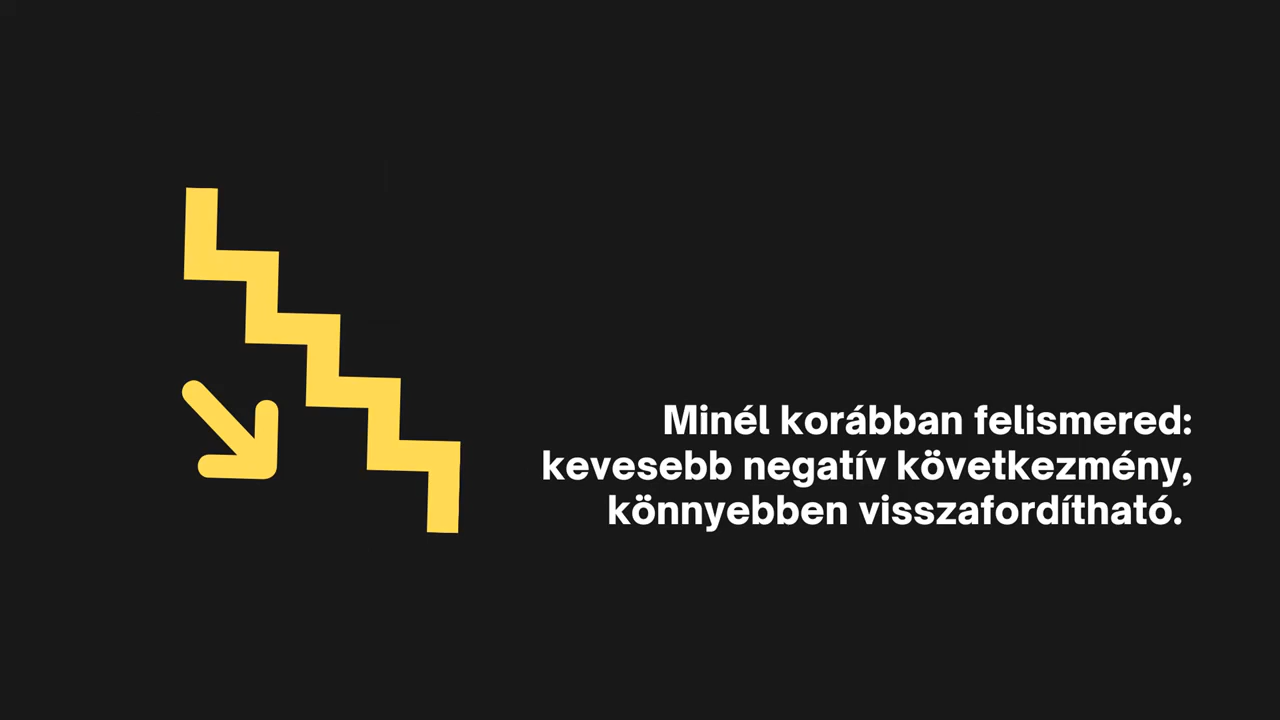 Minél korábban felismered:
kevesebb negatív következmény,
könnyebben visszafordítható.